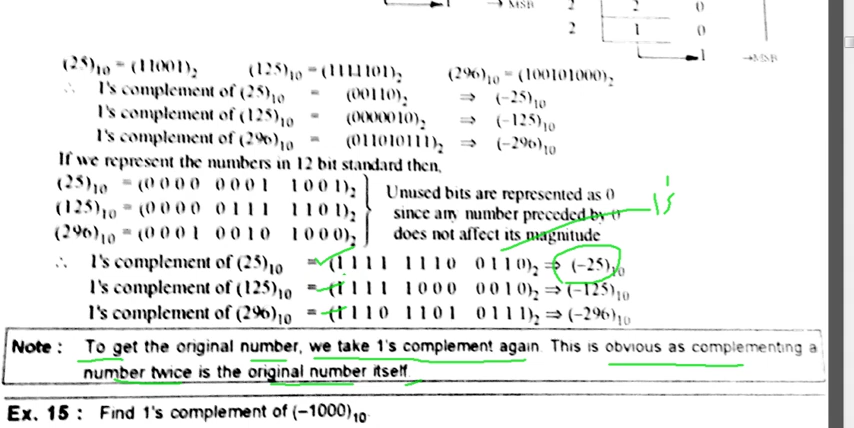 → MSB 2 2 0
2 1 0
1 →MSB
(25)₁₀ = (11001)₂ (125)₁₀ = (1111101)₂ (296)₁₀ = (100101000)₂
∴ 1's complement of (25)₁₀ = (00110)₂ ⇒ (−25)₁₀
1's complement of (125)₁₀ = (0000010)₂ ⇒ (−125)₁₀
1's complement of (296)₁₀ = (011010111)₂ ⇒ (−296)₁₀
If we represent the numbers in 12 bit standard then,
(25)₁₀ = (0 0 0 0 0 0 0 1 1 0 0 1)₂
(125)₁₀ = (0 0 0 0 0 1 1 1 1 1 0 1)₂
(296)₁₀ = (0 0 0 1 0 0 1 0 1 0 0 0)₂
Unused bits are represented as 0
since any number preceded by 0
does not affect its magnitude
1's
∴ 1's complement of (25)₁₀ = (1 1 1 1 1 1 1 0 0 1 1 0)₂ ⇒ (−25)₁₀
1's complement of (125)₁₀ = (1 1 1 1 1 0 0 0 0 0 1 0)₂ ⇒ (−125)₁₀
1's complement of (296)₁₀ = (1 1 1 0 1 1 0 1 0 1 1 1)₂ ⇒ (−296)₁₀
Note : To get the original number, we take 1's complement again. This is obvious as complementing a
number twice is the original number itself.
Ex. 15 : Find 1's complement of (−1000)₁₀.